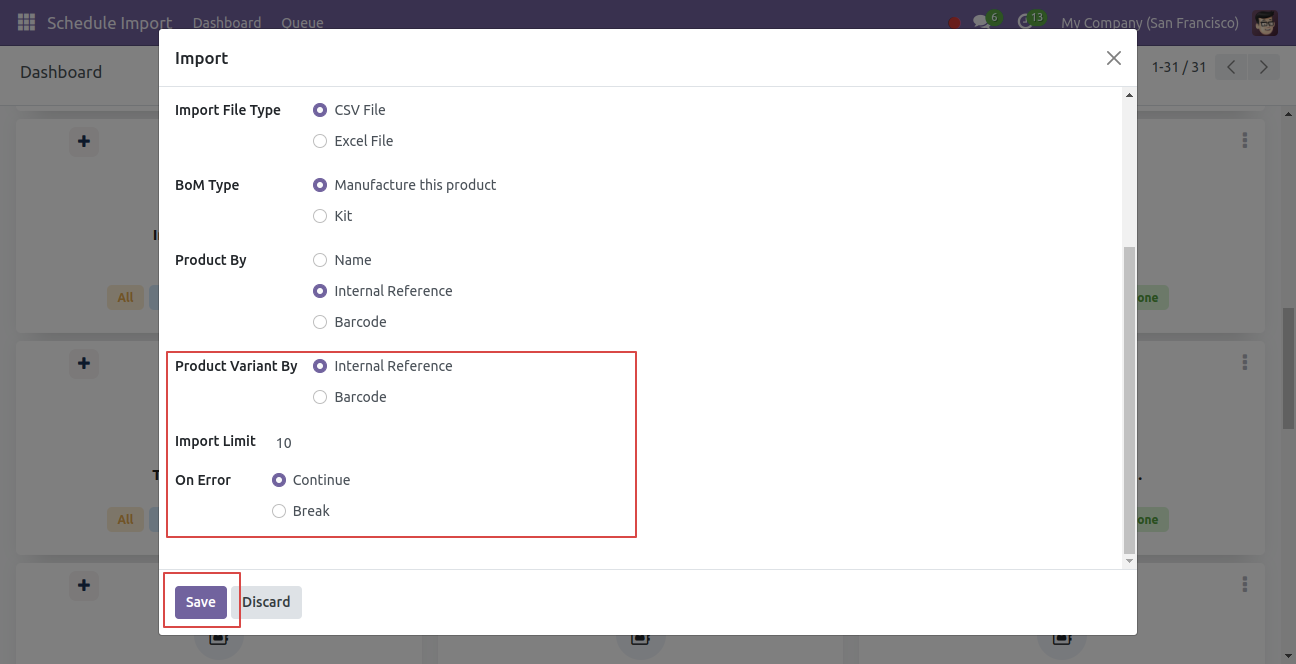 Schedule Import Dashboard Queue 6 13 My Company (San Francisco)
Dashboard 1-31 / 31
Import
Import File Type CSV File
Excel File
BoM Type Manufacture this product
Kit
Product By Name
Internal Reference
Barcode
All
Product Variant By Internal Reference
Barcode
Import Limit 10
On Error Continue
Break
All
Save Discard